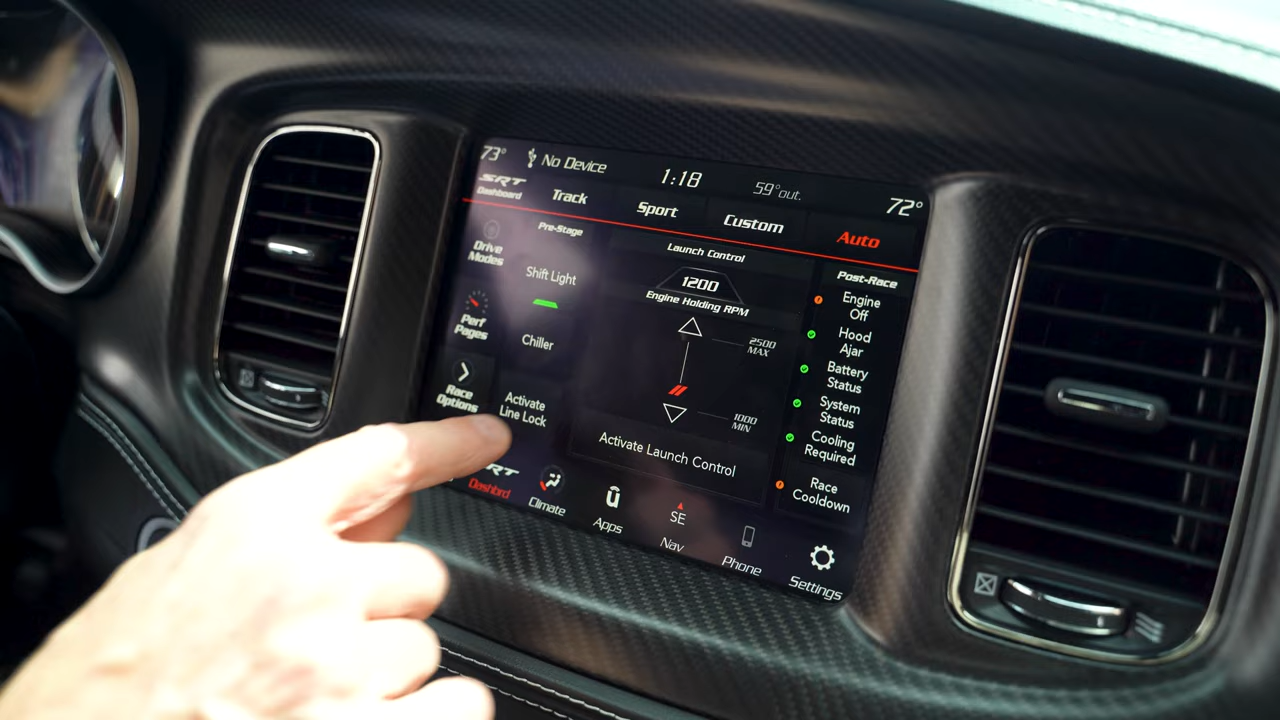 73° No Device 1:18 59° out. 72°
SRT
Dashboard
Track Sport Custom Auto
Drive
Modes
Perf
Pages
Race
Options
Pre-Stage
Shift Light
Chiller
Activate
Line Lock
Launch Control
1200
Engine Holding RPM
2500
MAX
1000
MIN
Activate Launch Control
Post-Race
Engine
Off
Hood
Ajar
Battery
Status
System
Status
Cooling
Required
Race
Cooldown
SRT
Dashbrd
Climate
ū
Apps
SE
Nav
Phone
Settings